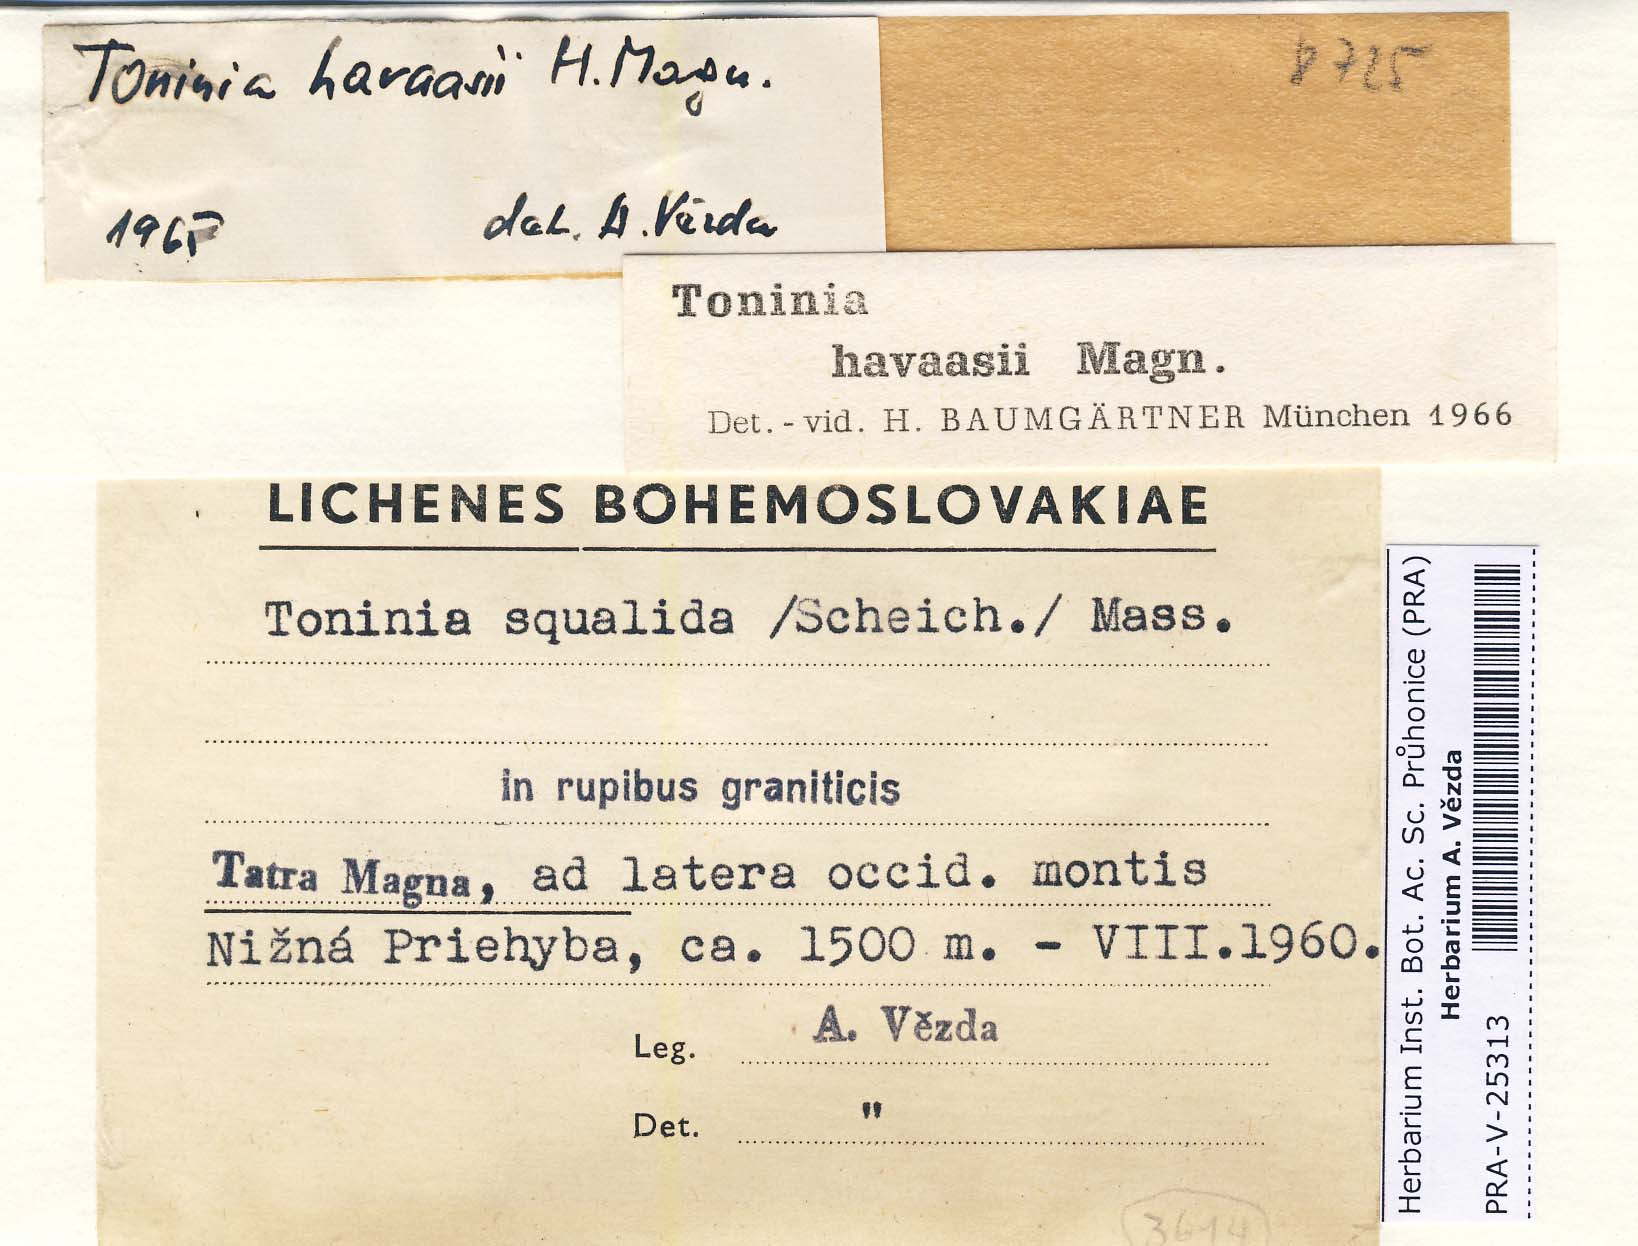 Toninia havaasii H. Magn.
det. A. Vězda
8725
Toninia
havaasii Magn.
Det. - vid. H. BAUMGÄRTNER München 1966
LICHENES BOHEMOSLOVAKIAE
Toninia squalida /Scheich./ Mass.
in rupibus graniticis
Tatra Magna, ad latera occid. montis
Nižná Priehyba, ca. 1500 m. - VIII.1960.
Leg. A. Vězda
Det. "
3614
Herbarium Inst. Bot. Ac. Sc. Průhonice (PRA)
Herbarium A. Vězda
PRA-V-25313